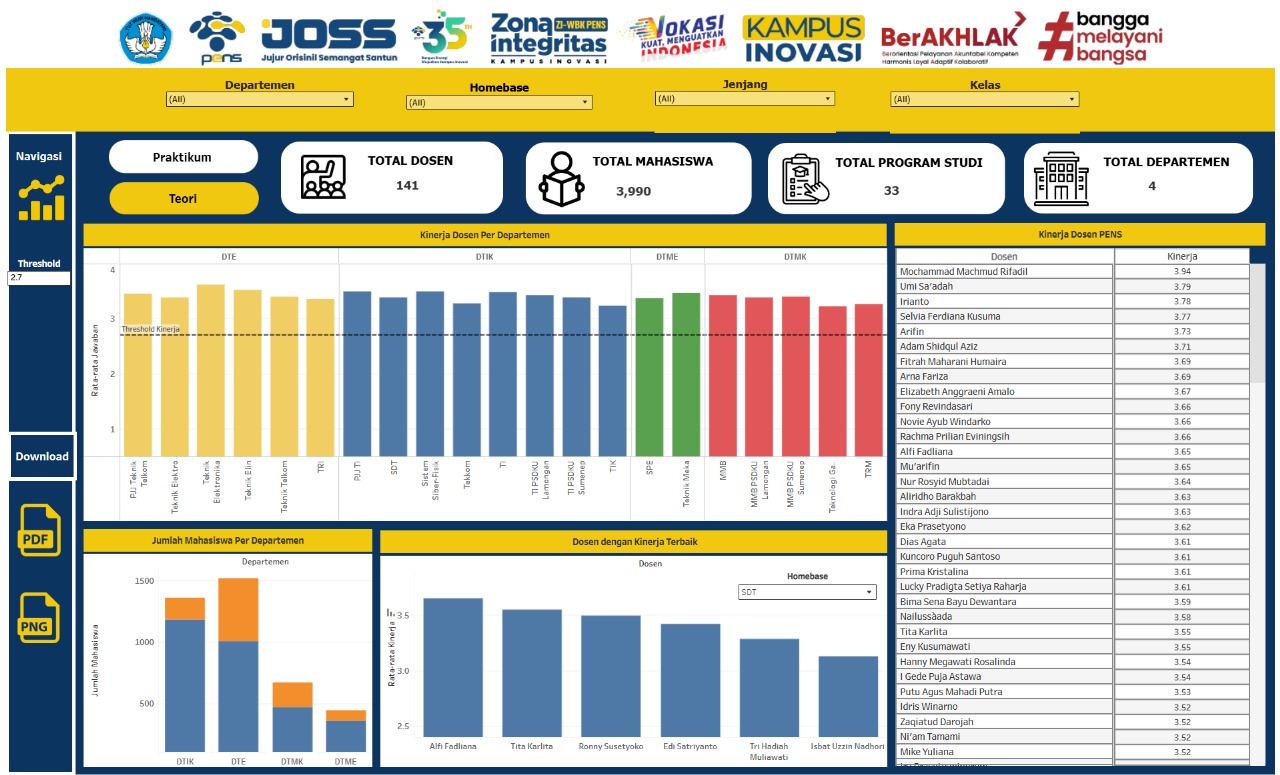 pens
JOSS
Jujur Orisinil Semangat Santun
35TH
Zona ZI-WBK PENS
integritas
KAMPUS INOVASI
VOKASI
KUAT, MENGUATKAN
INDONESIA
KAMPUS
INOVASI
BerAKHLAK
Berorientasi Pelayanan Akuntabel Kompeten
Harmonis Loyal Adaptif Kolaboratif
#bangga
melayani
bangsa
Departemen
(All)
Homebase
(All)
Jenjang
(All)
Kelas
(All)
Navigasi
Threshold
2.7
Download
PDF
PNG
Praktikum
Teori
TOTAL DOSEN
141
TOTAL MAHASISWA
3,990
TOTAL PROGRAM STUDI
33
TOTAL DEPARTEMEN
4
Kinerja Dosen Per Departemen
DTE DTIK DTME DTMK
Rata-rata Jawaban
4
3
2
1
Threshold Kinerja
PJJ Teknik Telkom
Teknik Elektro
Teknik Elektronika
Teknik Elin
Teknik Telkom
TRI
PJJ TI
SDT
Sistem Siber-Fisik
Tekkom
TI
TI PSDKU Lamongan
TI PSDKU Sumenep
TIK
SPE
Teknik Meka
MMB
MMB PSDKU Lamongan
MMB PSDKU Sumenep
Teknologi Ga..
TRM
Jumlah Mahasiswa Per Departemen
Departemen
Jumlah Mahasiswa
1500
1000
500
DTIK DTE DTMK DTME
Dosen dengan Kinerja Terbaik
Dosen
Homebase
SDT
Rata-rata Kinerja
3.5
3.0
2.5
Alfi Fadliana
Tita Karlita
Ronny Susetyoko
Edi Satriyanto
Tri Hadiah
Muliawati
Isbat Uzzin Nadhori
Kinerja Dosen PENS
Dosen Kinerja
Mochammad Machmud Rifadil 3.94
Umi Sa'adah 3.79
Irianto 3.78
Selvia Ferdiana Kusuma 3.77
Arifin 3.73
Adam Shidqul Aziz 3.71
Fitrah Maharani Humaira 3.69
Arna Fariza 3.69
Elizabeth Anggraeni Amalo 3.67
Fony Revindasari 3.66
Novie Ayub Windarko 3.66
Rachma Prilian Eviningsih 3.66
Alfi Fadliana 3.65
Mu'arifin 3.65
Nur Rosyid Mubtadai 3.64
Aliridho Barakbah 3.63
Indra Adji Sulistijono 3.63
Eka Prasetyono 3.62
Dias Agata 3.61
Kuncoro Puguh Santoso 3.61
Prima Kristalina 3.61
Lucky Pradigta Setiya Raharja 3.61
Bima Sena Bayu Dewantara 3.59
Nailussàada 3.58
Tita Karlita 3.55
Eny Kusumawati 3.55
Hanny Megawati Rosalinda 3.54
I Gede Puja Astawa 3.54
Putu Agus Mahadi Putra 3.53
Idris Winarno 3.52
Zaqiatud Darojah 3.52
Ni'am Tamami 3.52
Mike Yuliana 3.52